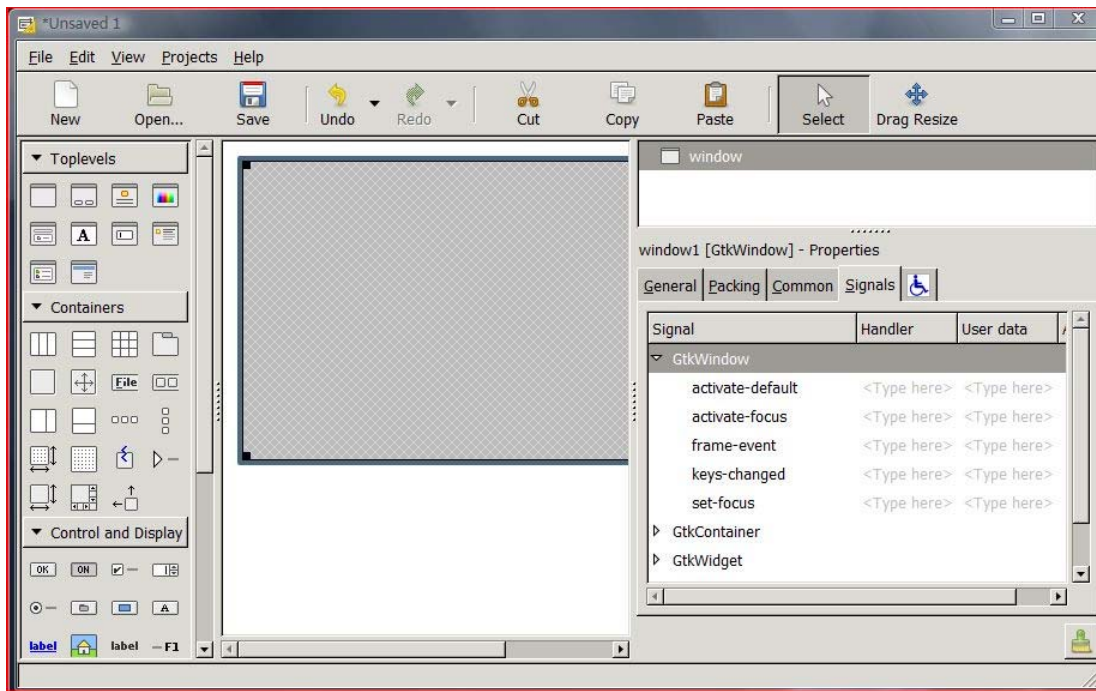 *Unsaved 1
File Edit View Projects Help
New Open... Save Undo Redo Cut Copy Paste Select Drag Resize
Toplevels
A
Containers
File
Control and Display
OK ON
A
label label F1
window
window1 [GtkWindow] - Properties
General Packing Common Signals
Signal Handler User data
GtkWindow
activate-default <Type here> <Type here>
activate-focus <Type here> <Type here>
frame-event <Type here> <Type here>
keys-changed <Type here> <Type here>
set-focus <Type here> <Type here>
GtkContainer
GtkWidget